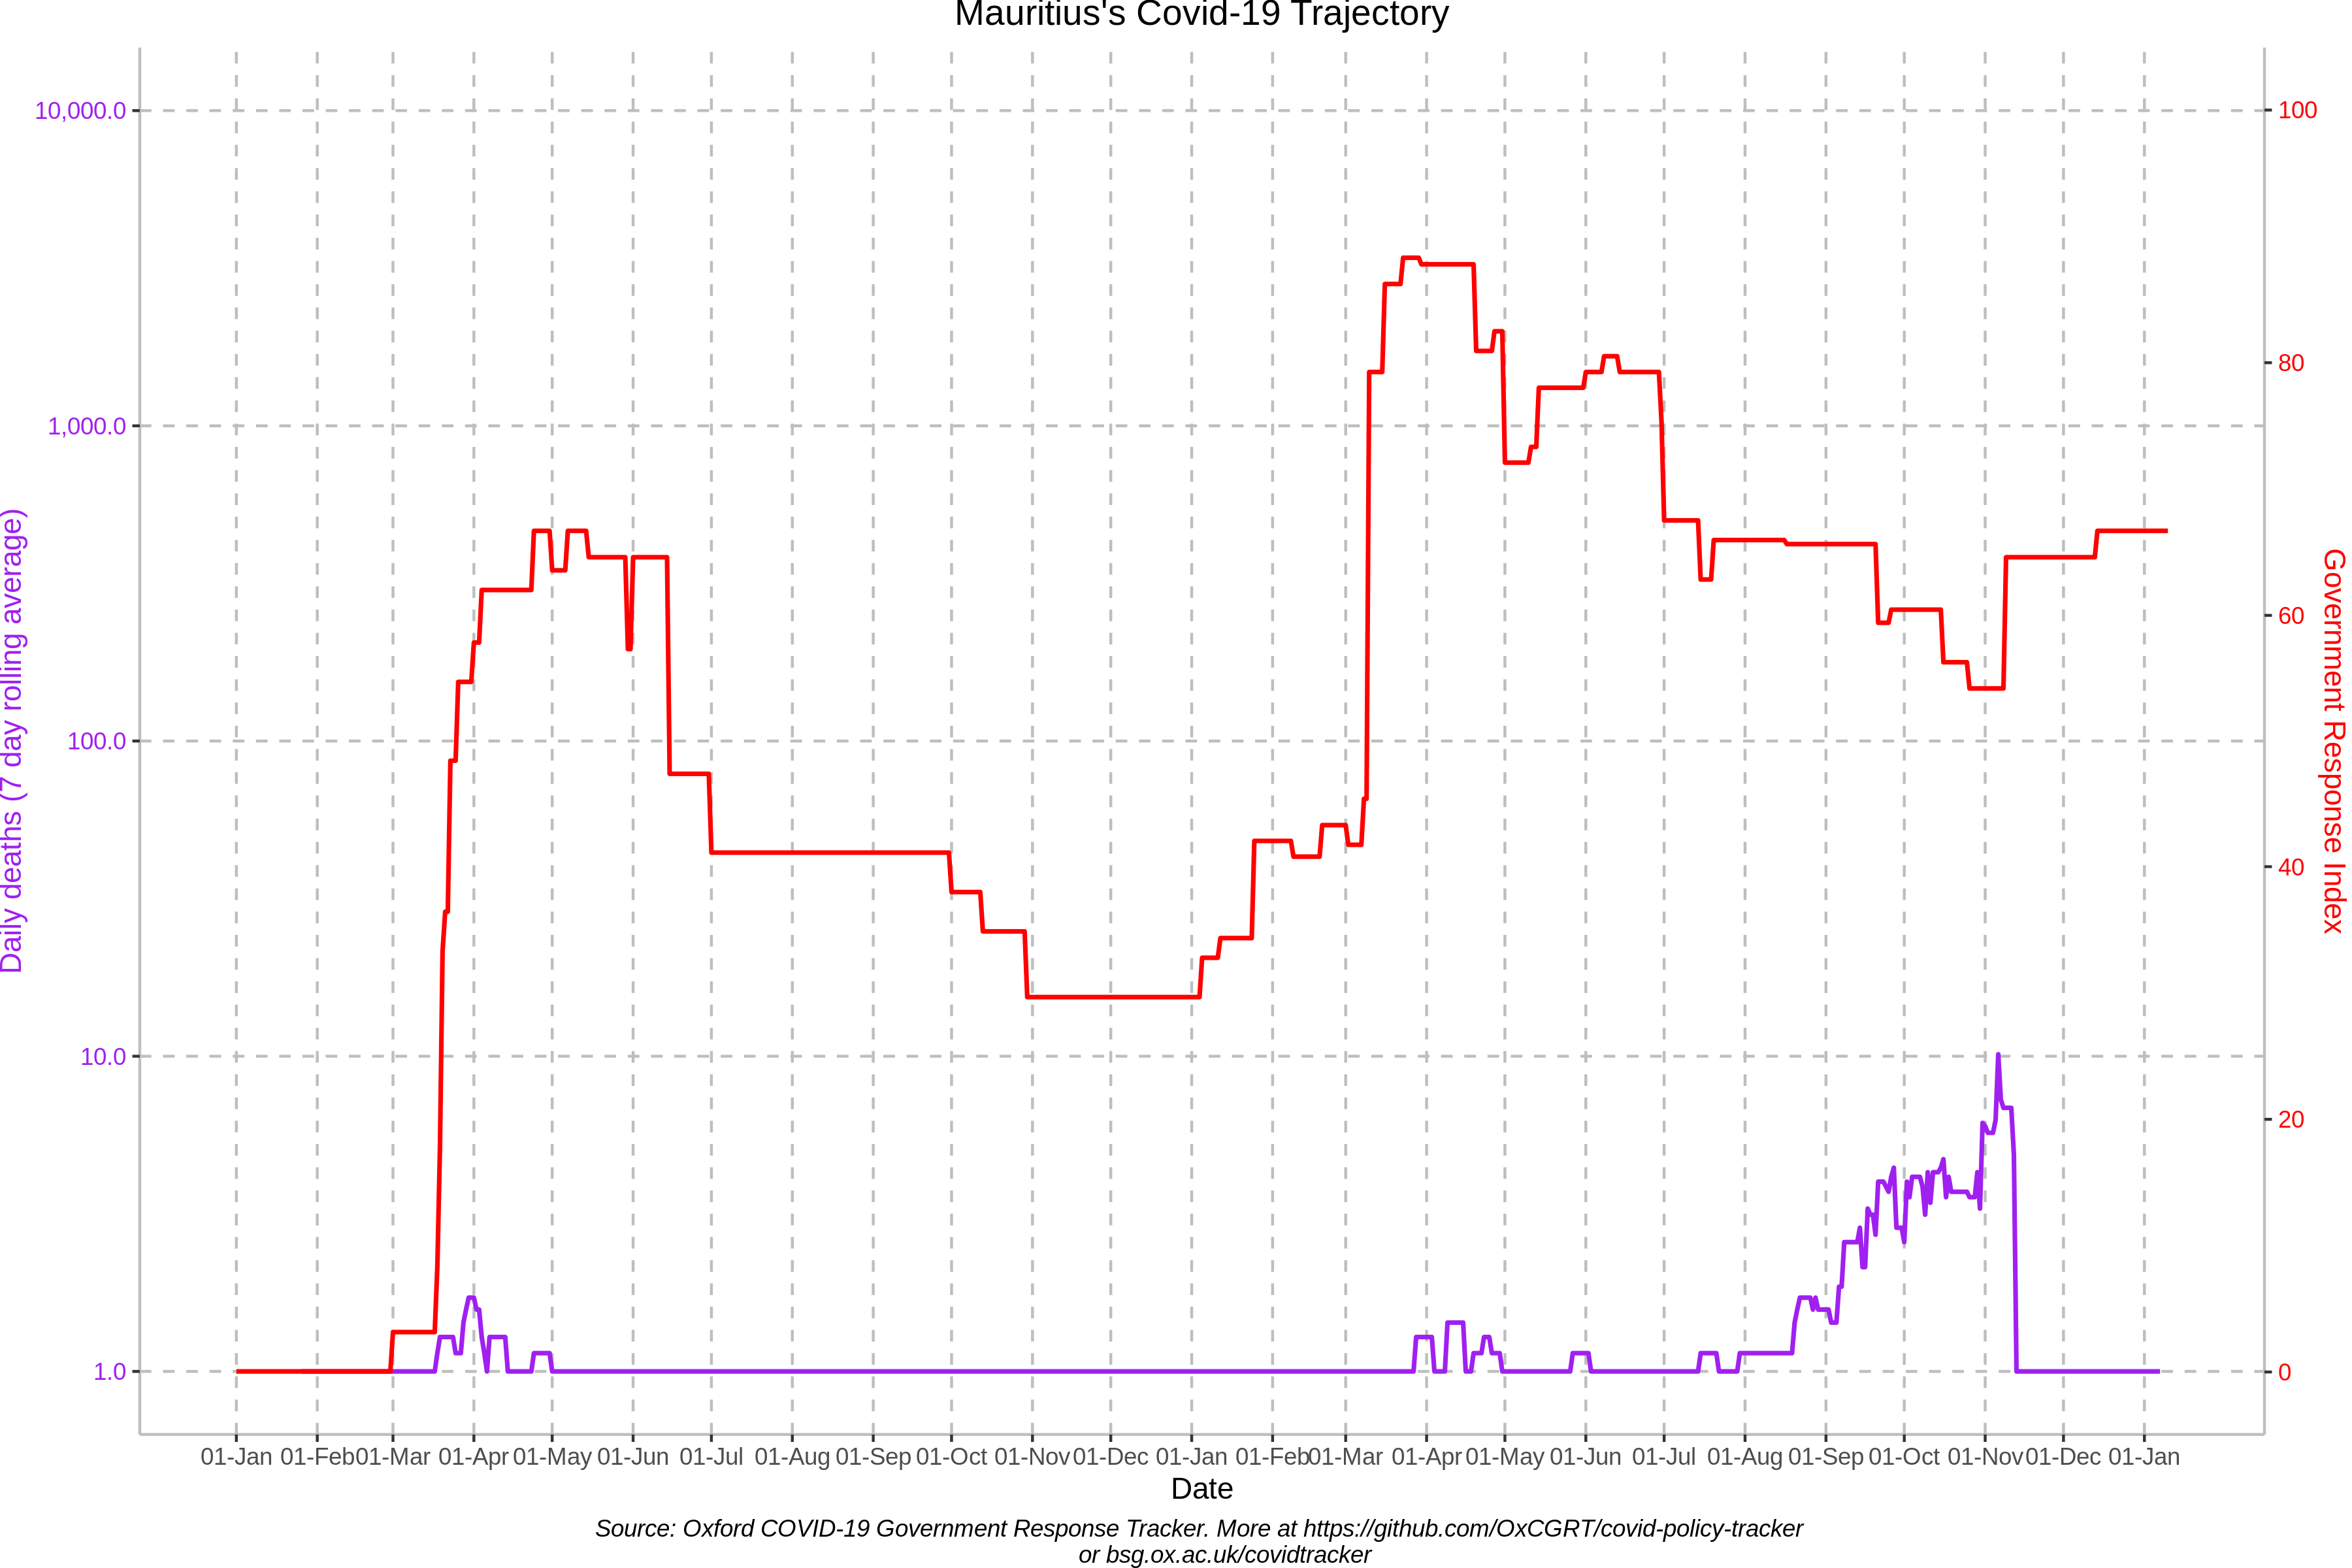 Mauritius's Covid-19 Trajectory
10,000.0
1,000.0
100.0
10.0
1.0
Daily deaths (7 day rolling average)
100
80
60
40
20
0
Government Response Index
01-Jan 01-Feb 01-Mar 01-Apr 01-May 01-Jun 01-Jul 01-Aug 01-Sep 01-Oct 01-Nov 01-Dec 01-Jan 01-Feb 01-Mar 01-Apr 01-May 01-Jun 01-Jul 01-Aug 01-Sep 01-Oct 01-Nov 01-Dec 01-Jan
Date
Source: Oxford COVID-19 Government Response Tracker. More at https://github.com/OxCGRT/covid-policy-tracker
or bsg.ox.ac.uk/covidtracker